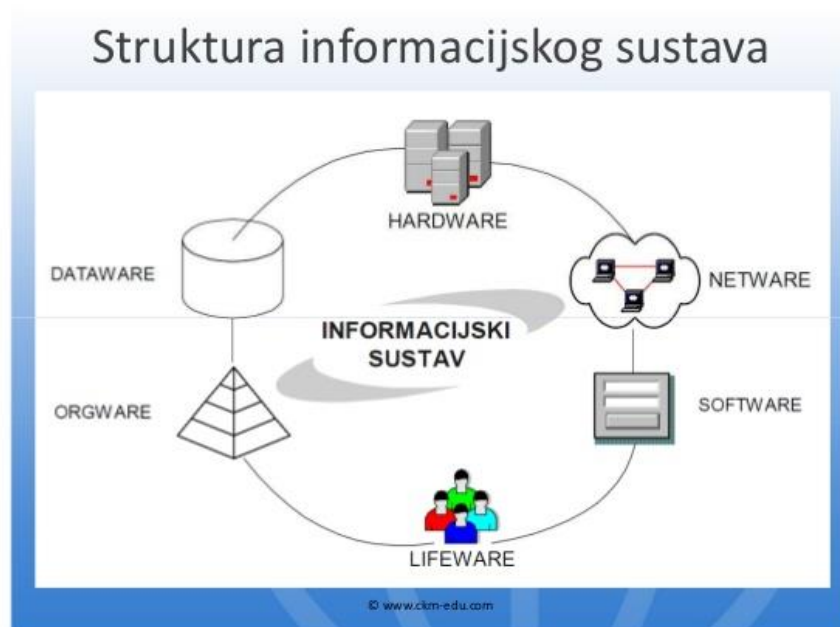 Struktura informacijskog sustava
HARDWARE
DATAWARE
NETWARE
INFORMACIJSKI
SUSTAV
ORGWARE
SOFTWARE
LIFEWARE
© www.ckm-edu.com